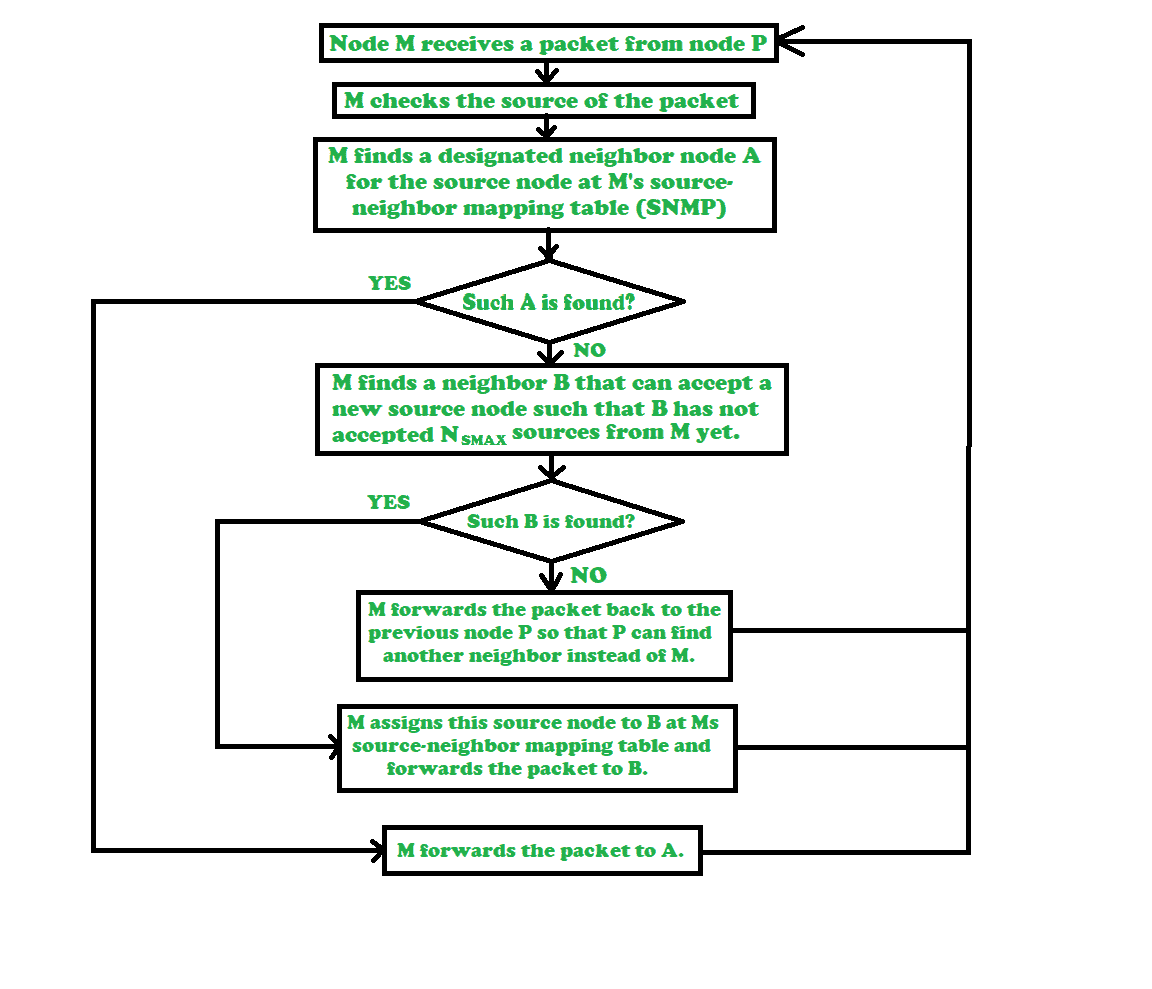 Node M receives a packet from node P
M checks the source of the packet
M finds a designated neighbor node A
for the source node at M's source-
neighbor mapping table (SNMP)
YES
Such A is found?
NO
M finds a neighbor B that can accept a
new source node such that B has not
accepted NSMAX sources from M yet.
YES
Such B is found?
NO
M forwards the packet back to the
previous node P so that P can find
another neighbor instead of M.
M assigns this source node to B at Ms
source-neighbor mapping table and
forwards the packet to B.
M forwards the packet to A.